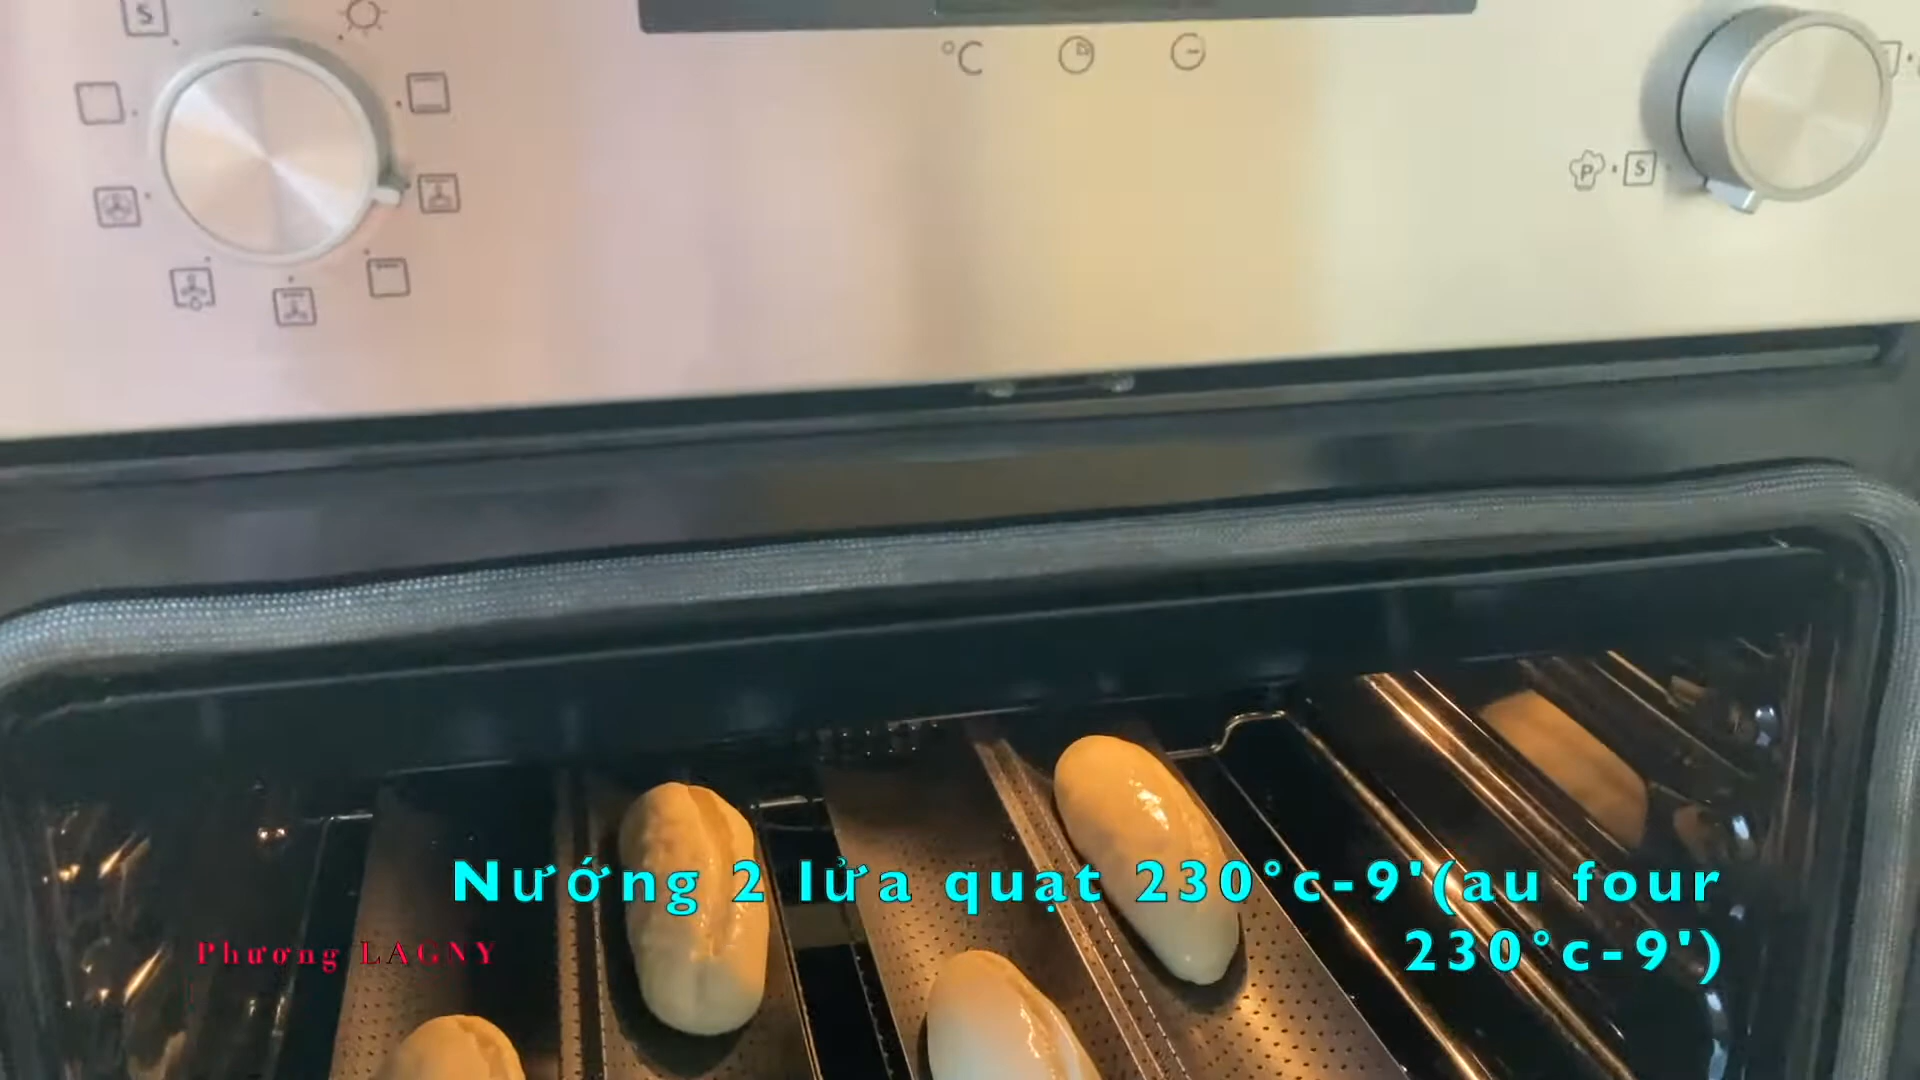 S
°C
P S
Nướng 2 lửa quạt 230°c-9'(au four
230°c-9')
Phương LAGNY